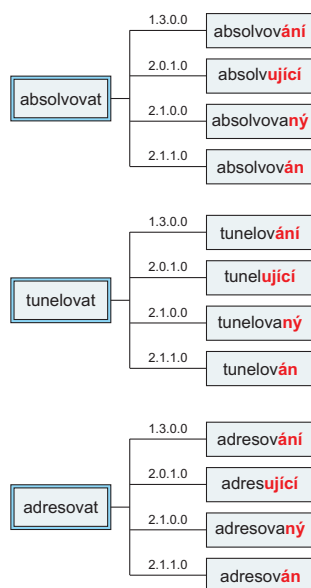 1.3.0.0
absolvování
2.0.1.0
absolvující
absolvovat
2.1.0.0
absolvovaný
2.1.1.0
absolvován
1.3.0.0
tunelování
2.0.1.0
tunelující
tunelovat
2.1.0.0
tunelovaný
2.1.1.0
tunelován
1.3.0.0
adresování
2.0.1.0
adresující
adresovat
2.1.0.0
adresovaný
2.1.1.0
adresován